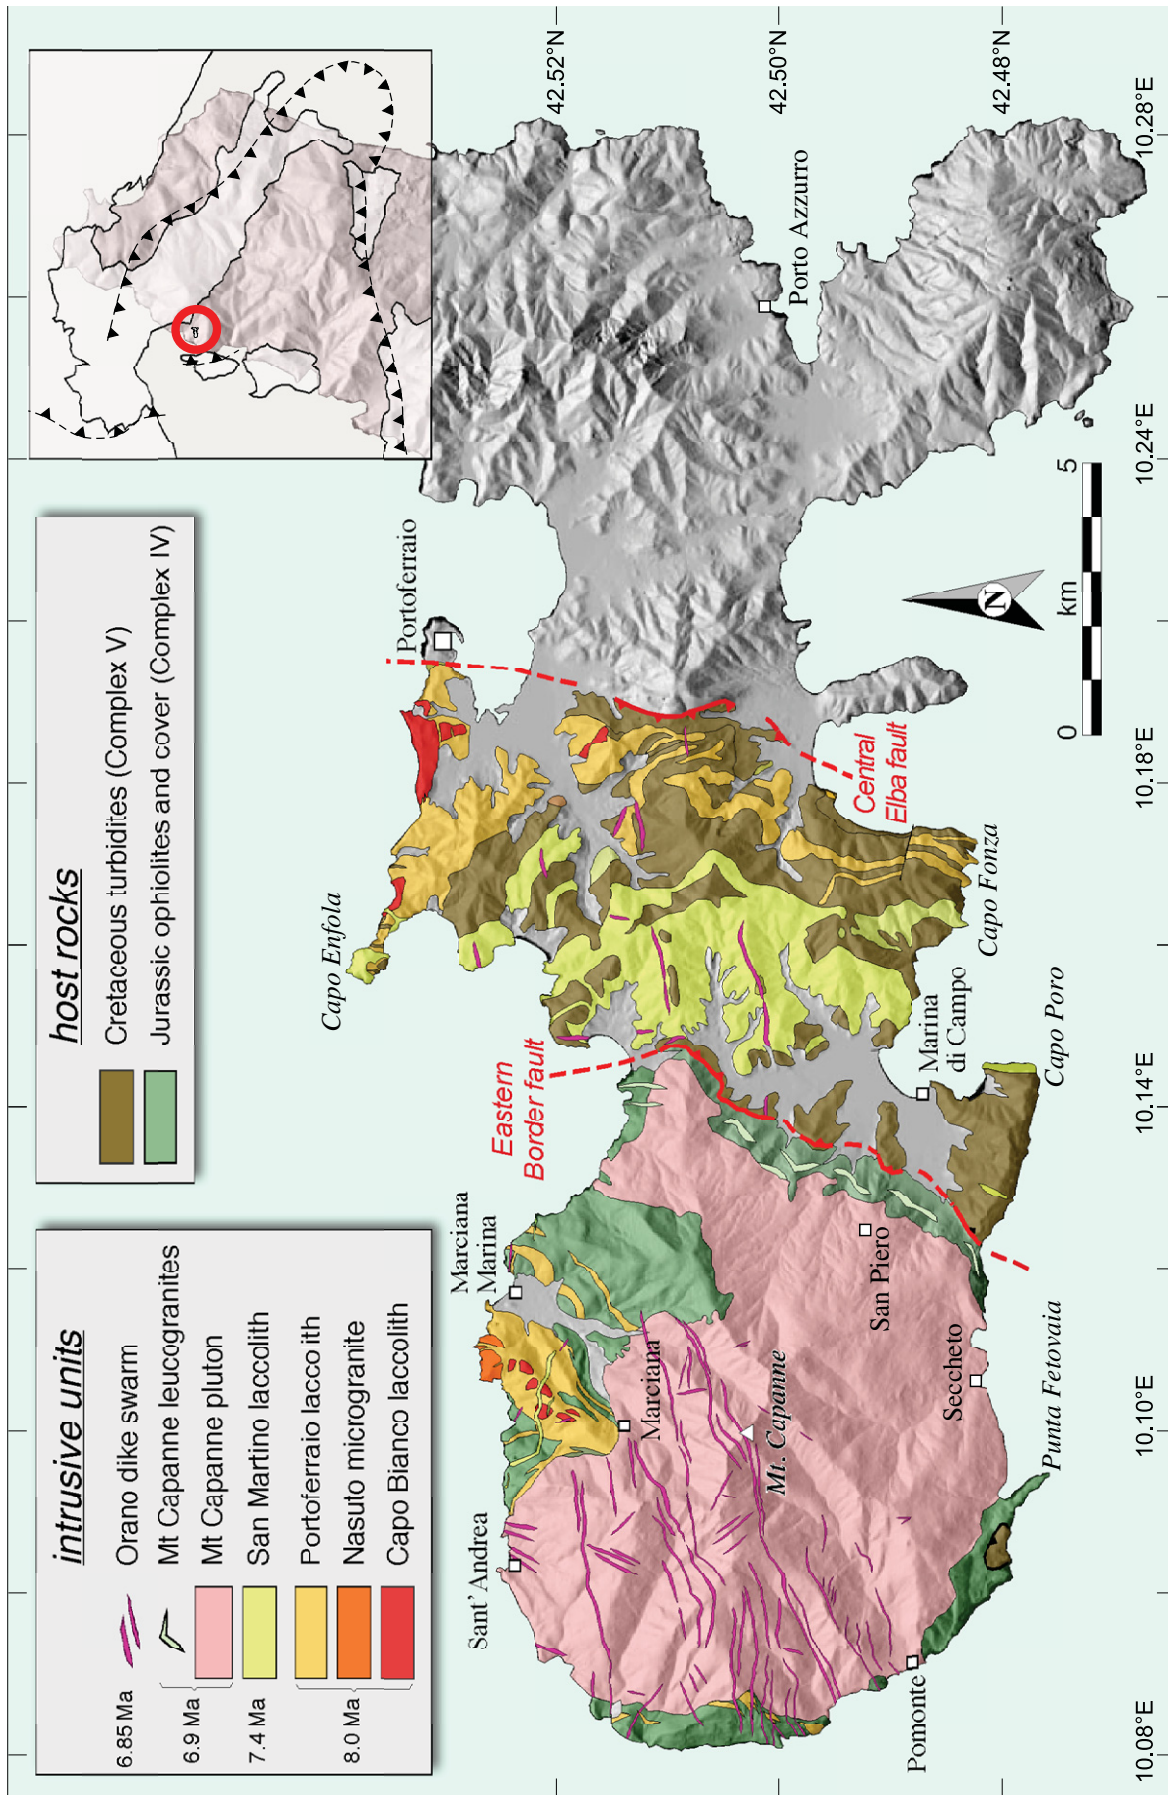 intrusive units
6.85 Ma
Orano dike swarm
6.9 Ma
Mt Capanne leucogranites
Mt Capanne pluton
7.4 Ma
San Martino laccolith
8.0 Ma
Portoferraio laccolith
Nasuto microgranite
Capo Bianco laccolith
host rocks
Cretaceous turbidites (Complex V)
Jurassic ophiolites and cover (Complex IV)
Capo Enfola
Portoferraio
Eastern
Border fault
Marciana
Marina
Sant' Andrea
Marciana
Mt. Capanne
San Piero
Seccheto
Pomonte
Punta Fetovaia
Capo Poro
Marina
di Campo
Capo Fonza
Central
Elba fault
Porto Azzurro
N
0
km
5
42.52°N
42.50°N
42.48°N
10.08°E
10.10°E
10.14°E
10.18°E
10.24°E
10.28°E